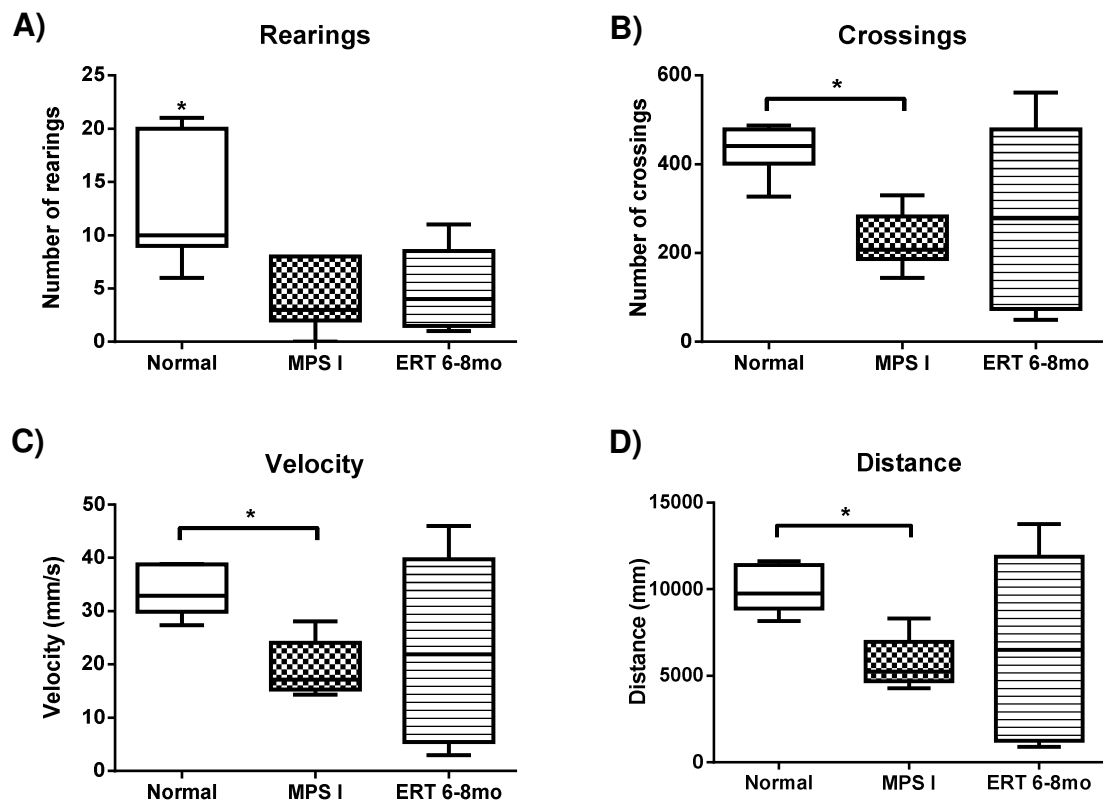 A)
Rearings
Number of rearings
25
20
15
10
5
0
*
Normal
MPS I
ERT 6-8mo
B)
Crossings
Number of crossings
600
400
200
0
*
Normal
MPS I
ERT 6-8mo
C)
Velocity
Velocity (mm/s)
50
40
30
20
10
0
*
Normal
MPS I
ERT 6-8mo
D)
Distance
Distance (mm)
15000
10000
5000
0
*
Normal
MPS I
ERT 6-8mo